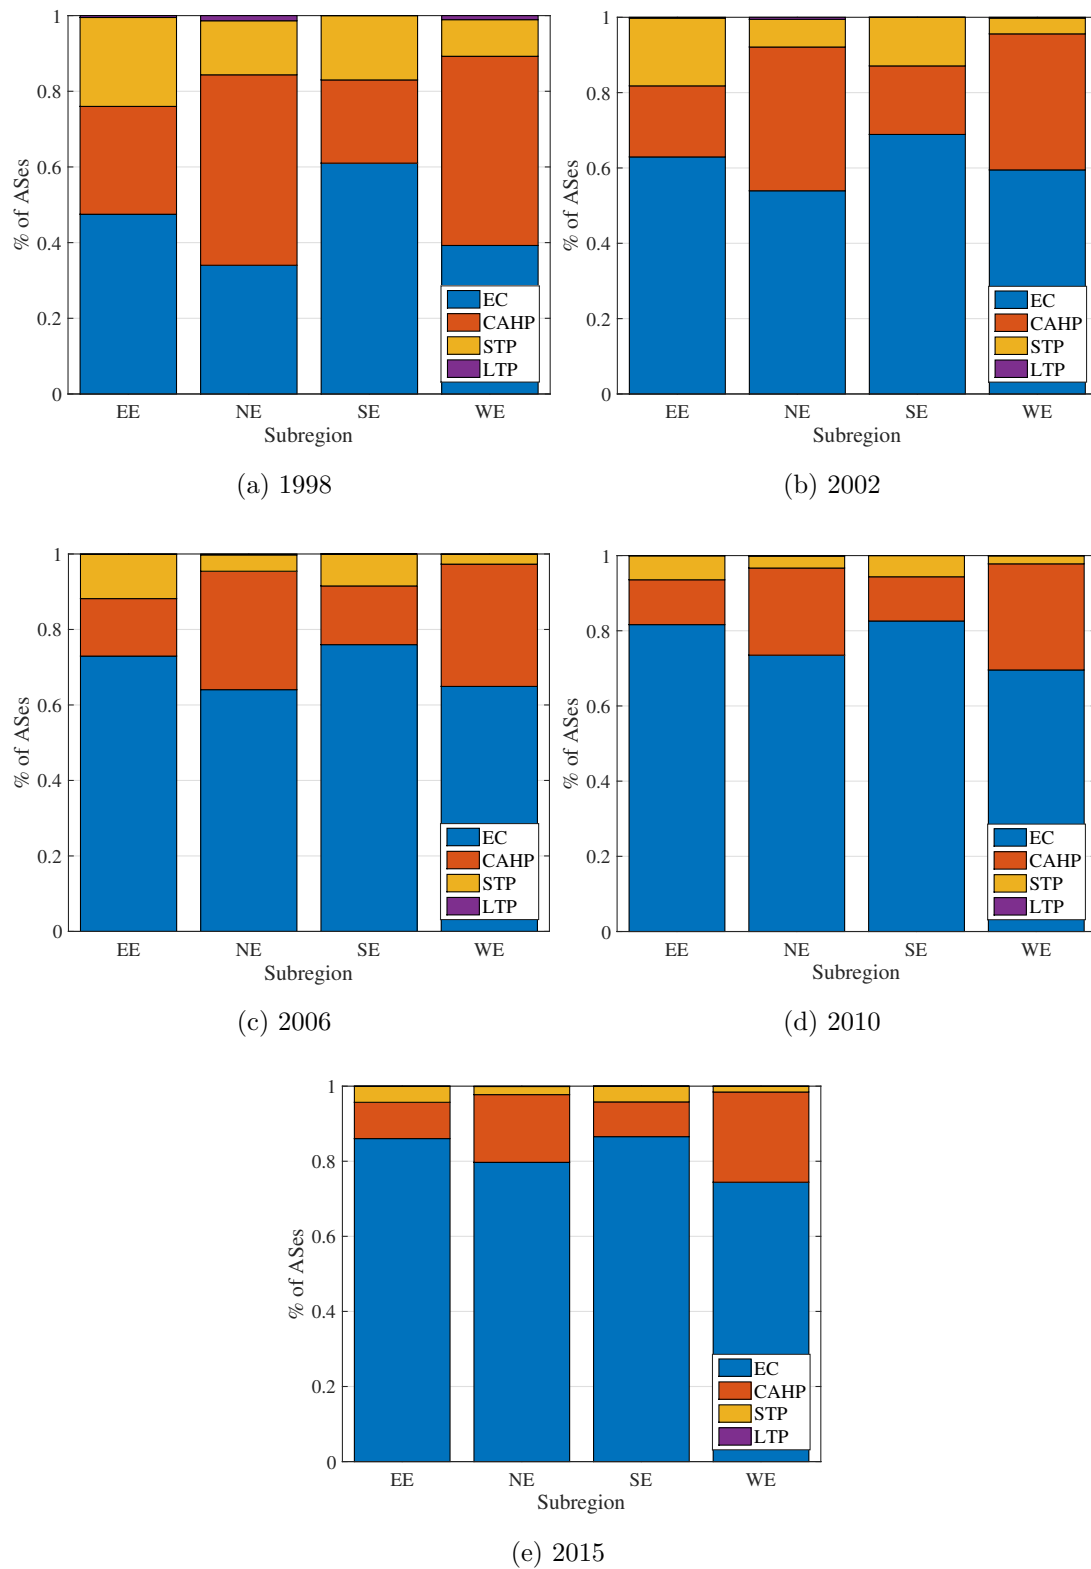 1
0.8
0.6
0.4
0.2
0
% of ASes
EC
CAHP
STP
LTP
EE NE SE WE
Subregion
(a) 1998
1
0.8
0.6
0.4
0.2
0
% of ASes
EC
CAHP
STP
LTP
EE NE SE WE
Subregion
(b) 2002
1
0.8
0.6
0.4
0.2
0
% of ASes
EC
CAHP
STP
LTP
EE NE SE WE
Subregion
(c) 2006
1
0.8
0.6
0.4
0.2
0
% of ASes
EC
CAHP
STP
LTP
EE NE SE WE
Subregion
(d) 2010
1
0.8
0.6
0.4
0.2
0
% of ASes
EC
CAHP
STP
LTP
EE NE SE WE
Subregion
(e) 2015